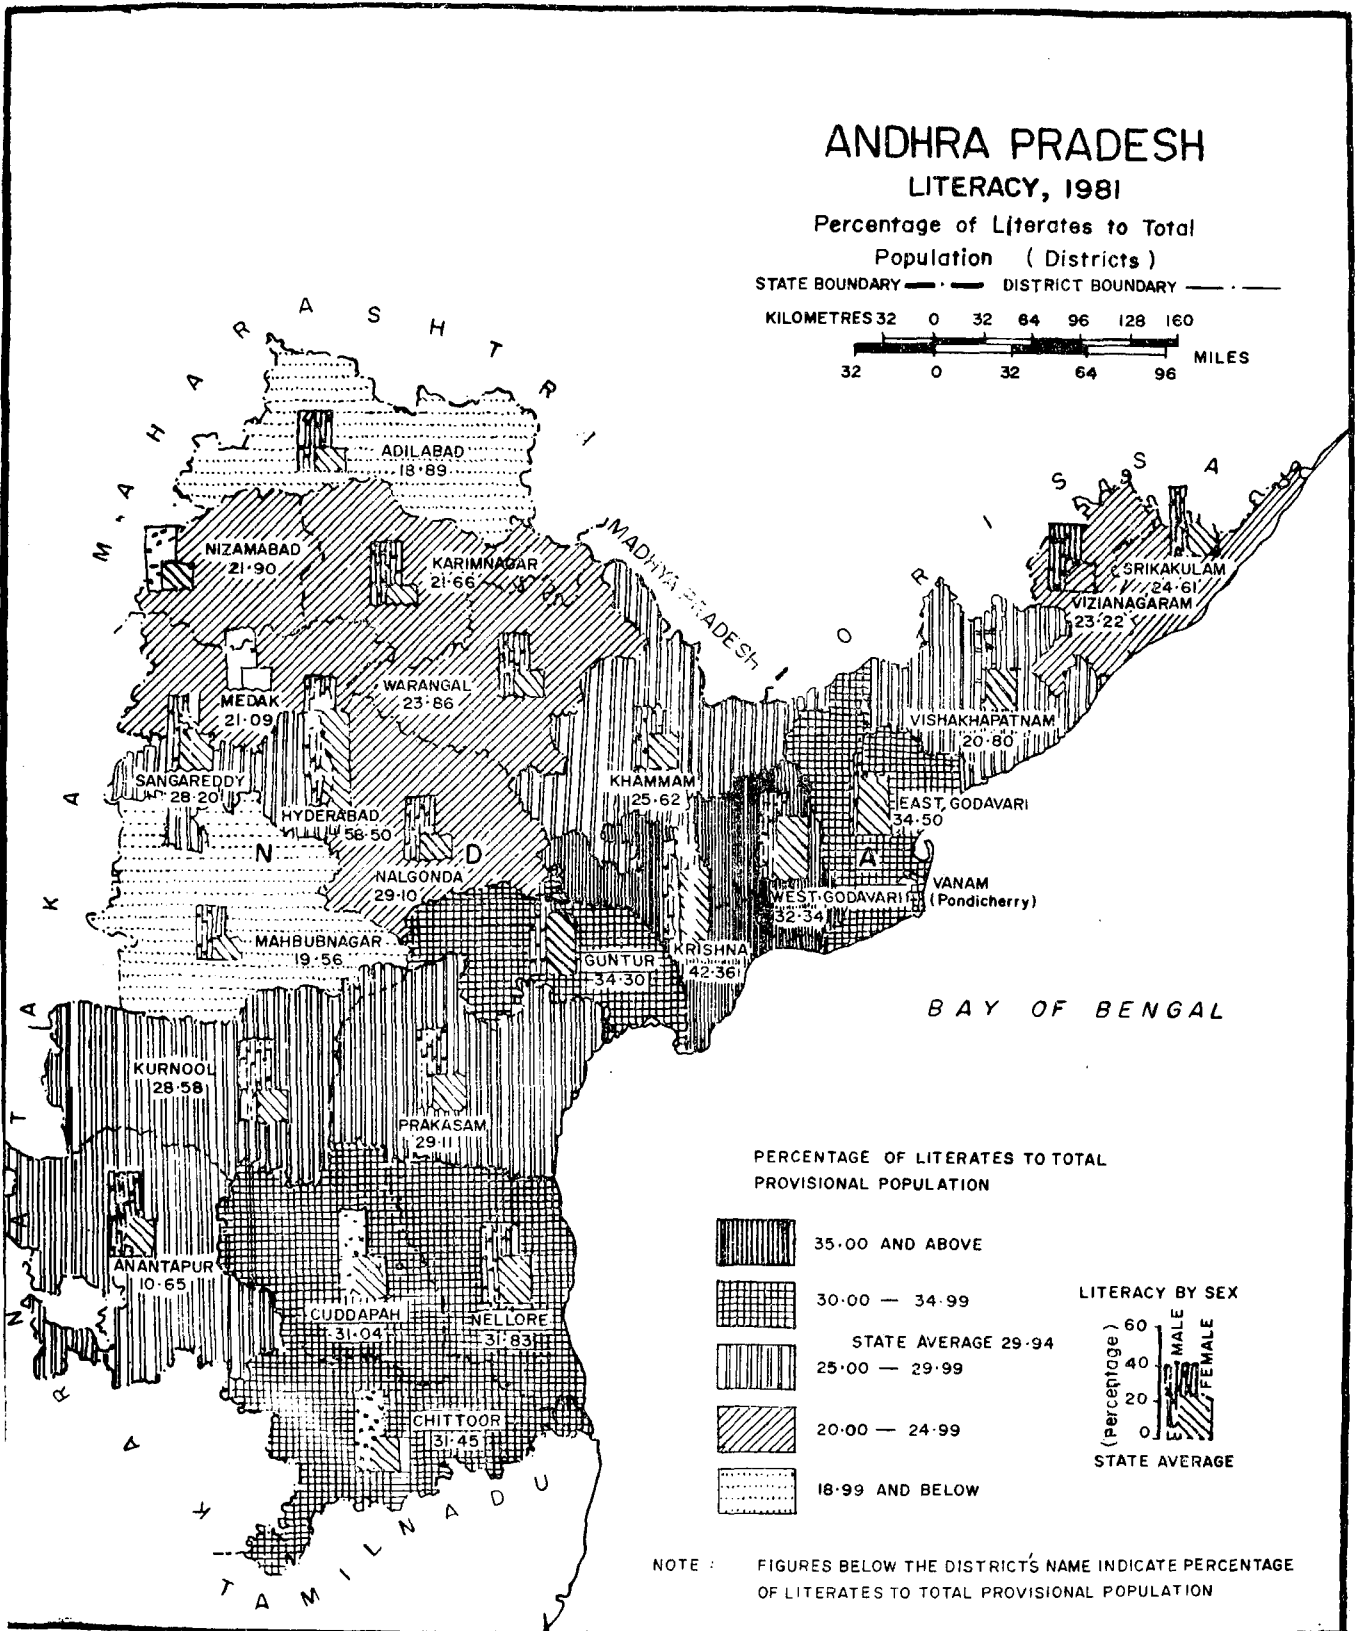 ANDHRA PRADESH
LITERACY, 1981
Percentage of Literates to Total
Population ( Districts )
STATE BOUNDARY DISTRICT BOUNDARY
KILOMETRES 32 0 32 64 96 128 160
MILES
32 0 32 64 96
MAHARASHTRA
MADHYA PRADESH
ORISSA
KARNATAKA
TAMILNADU
BAY OF BENGAL
ADILABAD
18·89
NIZAMABAD
21·90
KARIMNAGAR
21·66
SRIKAKULAM
24·61
VIZIANAGARAM
23·22
MEDAK
21·09
WARANGAL
23·86
VISHAKHAPATNAM
20·80
SANGAREDDY
28·20
HYDERABAD
58·50
KHAMMAM
25·62
EAST GODAVARI
34·50
N D A
NALGONDA
29·10
WEST GODAVARI
32·34
VANAM
(Pondicherry)
MAHBUBNAGAR
19·56
GUNTUR
34·30
KRISHNA
42·36
KURNOOL
28·58
PRAKASAM
29·11
ANANTAPUR
10·65
CUDDAPAH
31·04
NELLORE
31·83
CHITTOOR
31·45
PERCENTAGE OF LITERATES TO TOTAL
PROVISIONAL POPULATION
35·00 AND ABOVE
30·00 — 34·99
STATE AVERAGE 29·94
25·00 — 29·99
20·00 — 24·99
18·99 AND BELOW
LITERACY BY SEX
(Percentage)
60
40
20
0
MALE
FEMALE
STATE AVERAGE
NOTE : FIGURES BELOW THE DISTRICT'S NAME INDICATE PERCENTAGE
OF LITERATES TO TOTAL PROVISIONAL POPULATION